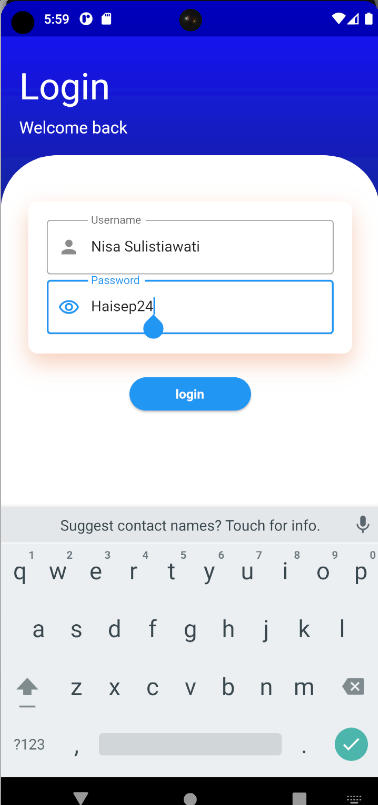 5:59
Login
Welcome back
Username
Nisa Sulistiawati
Password
Haisep24
login
Suggest contact names? Touch for info.
1 2 3 4 5 6 7 8 9 0
q w e r t y u i o p
a s d f g h j k l
z x c v b n m
?123 , .